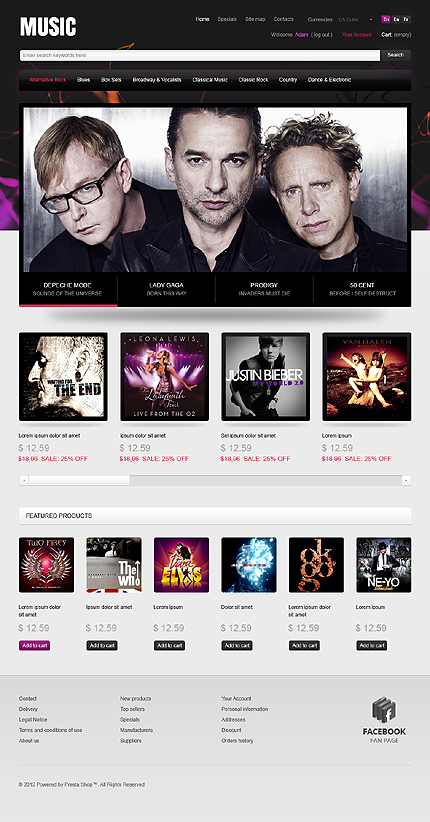 MUSIC
Home Specials Site map Contacts Currencies: US Dollar En Es Fr
Welcome, Adam ( log out ) Your Account Cart: (empty)
Enter search keywords here Search
Alternative Rock Blues Box Sets Broadway & Vocalists Classical Music Classic Rock Country Dance & Electronic
DEPECHE MODE LADY GAGA PRODIGY 50 CENT
SOUNDS OF THE UNIVERSE BORN THIS WAY INVADERS MUST DIE BEFORE I SELF DESTRUCT
WAITING FOR THE END
LEONA LEWIS
The Labyrinth Tour
LIVE FROM THE O2
JUSTIN BIEBER
MY WORLD 2.0
VAN HALEN
Lorem ipsum dolor sit amet Ipsum dolor sit amet Set ipsum dolor sit amet Lorem ipsum
$ 12.59 $ 12.59 $ 12.59 $ 12.59
$18.96 SALE: 25% OFF $18.96 SALE: 25% OFF $18.96 SALE: 25% OFF $18.96 SALE: 25% OFF
FEATURED PRODUCTS
The Who
Viva ELVIS
NE-YO
Lorem ipsum dolor sit amet Ipsum dolor sit amet Lorem ipsum Dolor sit amet Lorem ipsum dolor sit amet Lorem ipsum
$ 12.59 $ 12.59 $ 12.59 $ 12.59 $ 12.59 $ 12.59
Add to cart Add to cart Add to cart Add to cart Add to cart Add to cart
Contact New products Your Account
Delivery Top sellers Personal information
Legal Notice Specials Addresses
Terms and conditions of use Manufacturers Discount
About us Suppliers Orders history
FACEBOOK
FAN PAGE
© 2012 Powered by Presta Shop™. All Rights Reserved